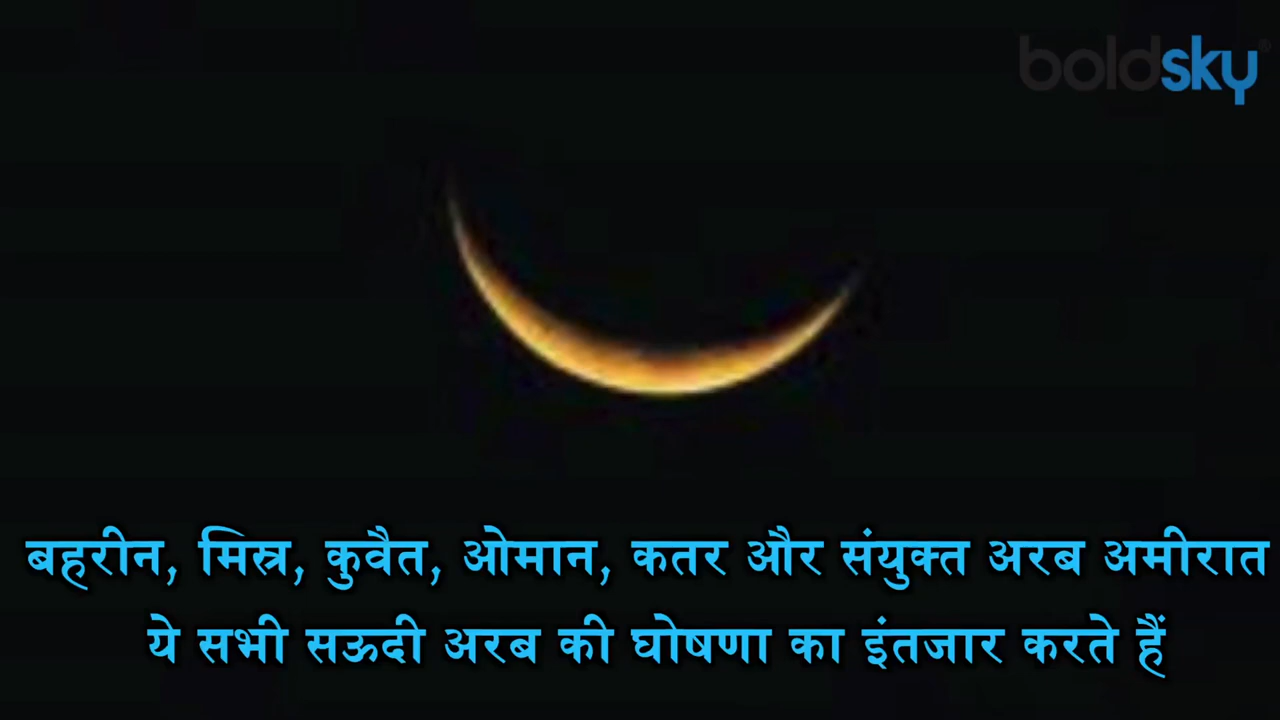 boldsky®
बहरीन, मिस्र, कुवैत, ओमान, कतर और संयुक्त अरब अमीरात
ये सभी सऊदी अरब की घोषणा का इंतजार करते हैं